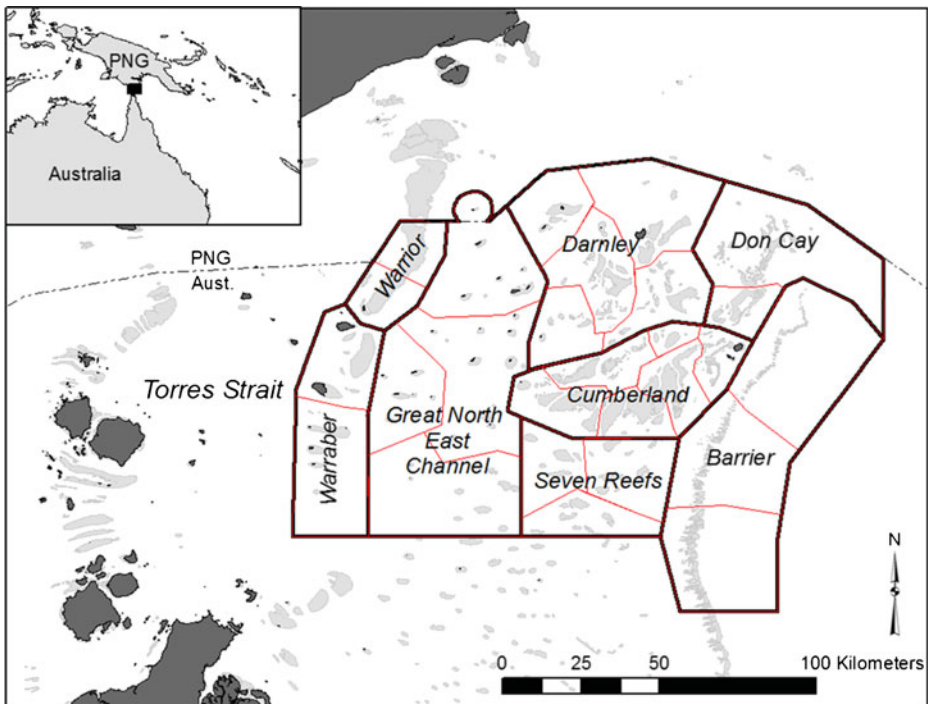 PNG
Australia
PNG
Aust.
Torres Strait
Warrior
Warraber
Great North
East
Channel
Darnley
Don Cay
Cumberland
Seven Reefs
Barrier
N
0 25 50 100 Kilometers